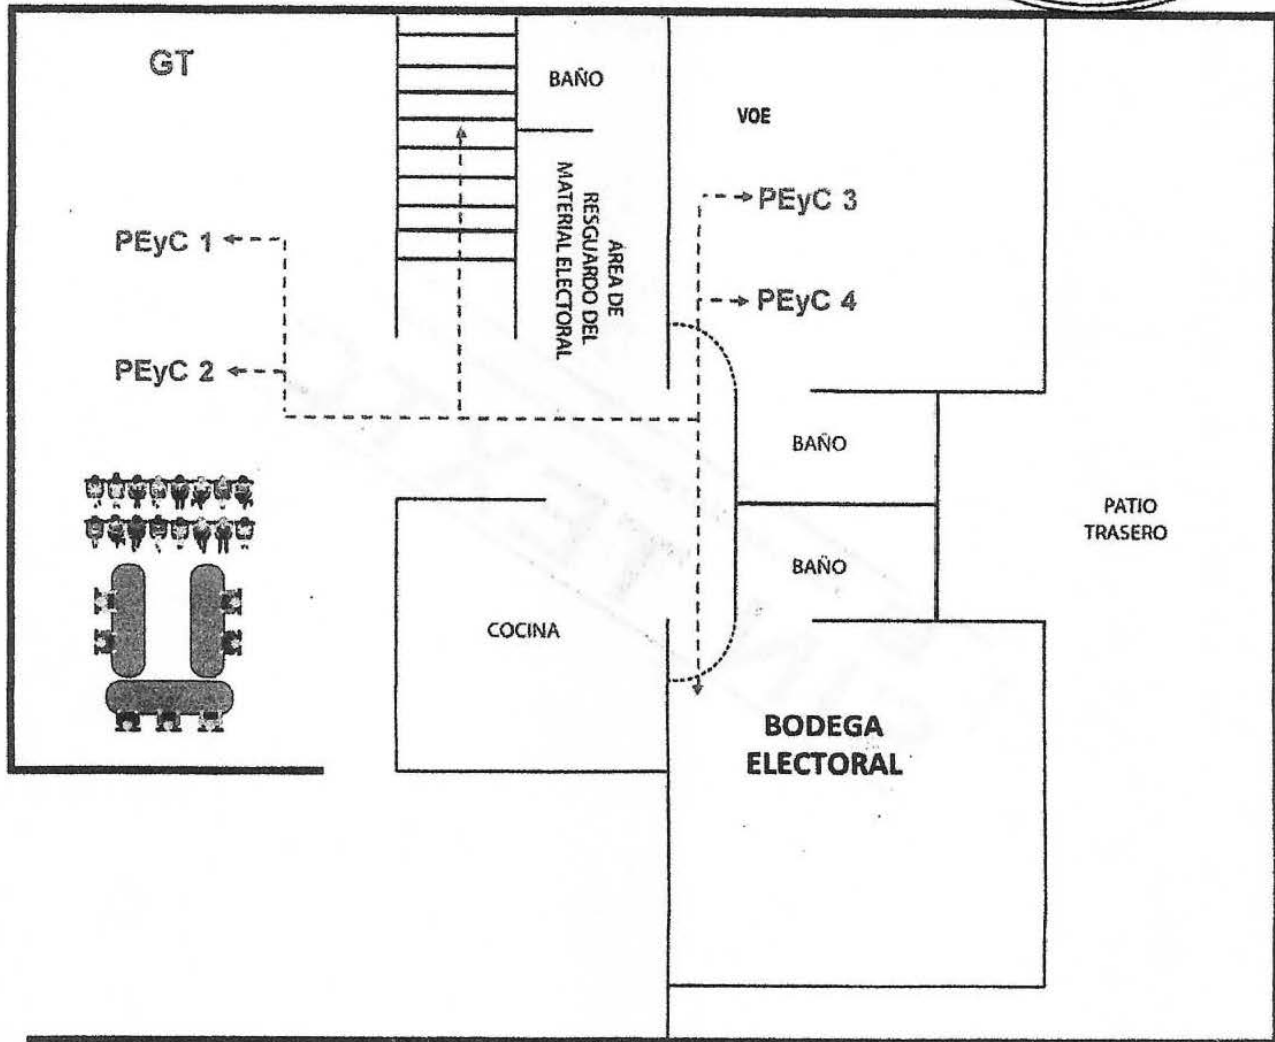 GT
BAÑO
VOE
ÁREA DE
RESGUARDO DEL
MATERIAL ELECTORAL
PEyC 1
PEyC 2
PEyC 3
PEyC 4
BAÑO
BAÑO
PATIO
TRASERO
COCINA
BODEGA
ELECTORAL